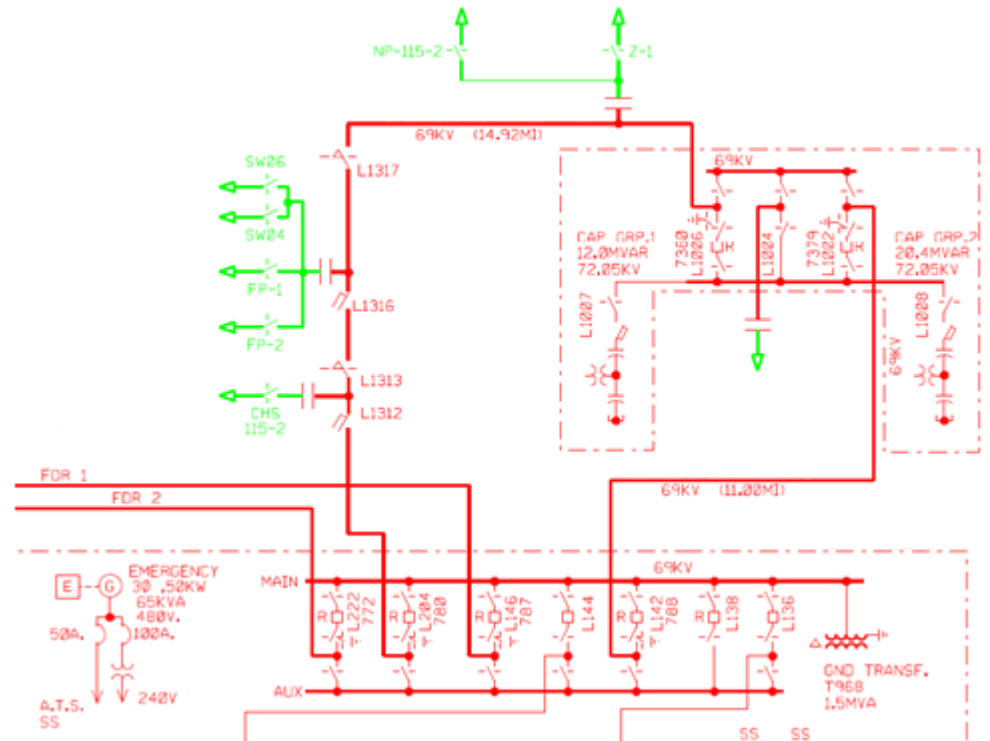 NP-115-2
Z-1
69KV (14.92MI)
SW06
L1317
69KV
SW04
CAP GRP.1
12.0MVAR
72.05KV
7360
L1006
R
L1004
7379
L1002
R
CAP GRP.2
20.4MVAR
72.05KV
FP-1
L1316
L1007
L1008
FP-2
69KV
L1313
CHS
115-2
L1312
FDR 1
FDR 2
69KV (11.00MI)
E
G
EMERGENCY
30 ,50KW
65KVA
480V.
50A.
100A.
240V
A.T.S.
SS
MAIN
69KV
R
L222
772
R
L204
780
R
L146
787
L144
R
L142
788
R
L138
L136
AUX
GND TRANSF.
T968
1.5MVA
SS SS